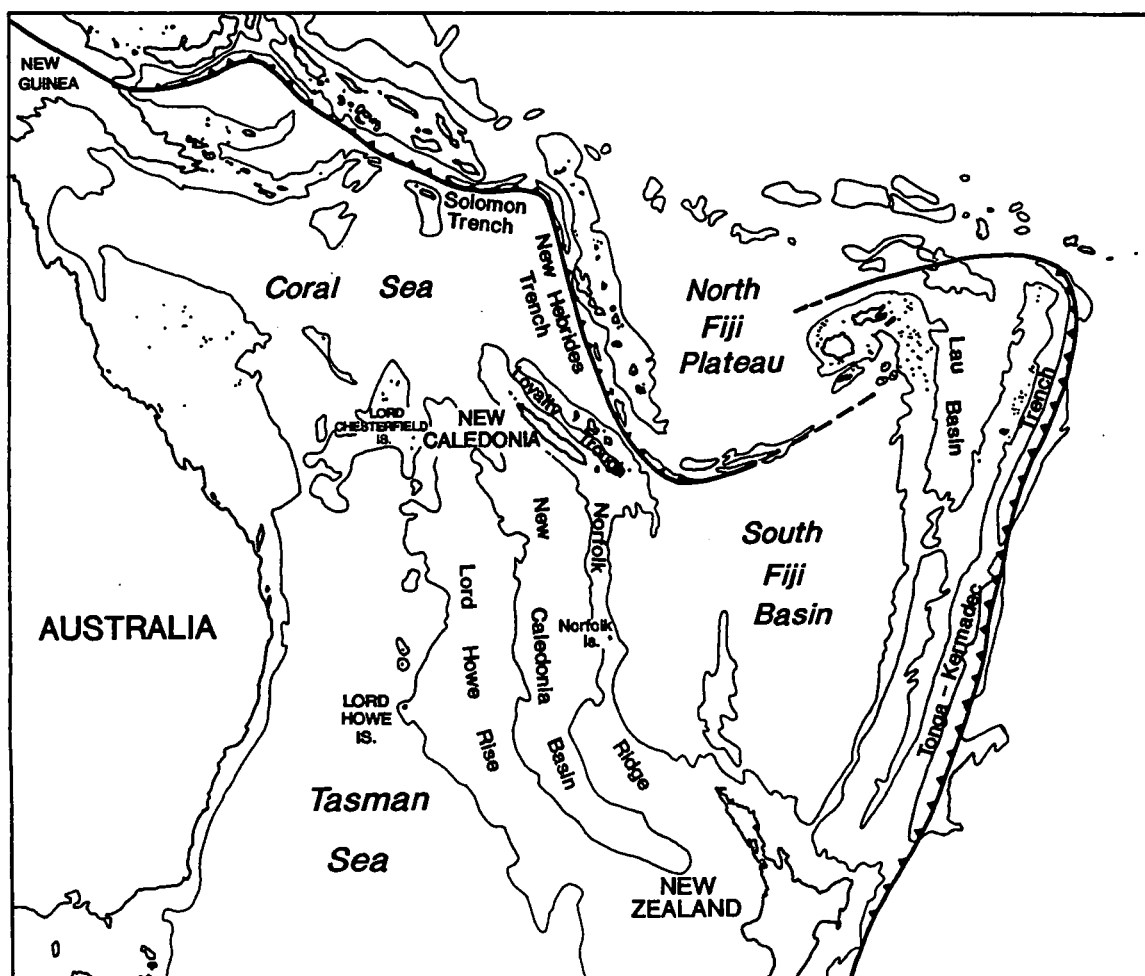 NEW
GUINEA
Solomon
Trench
Coral Sea
New Hebrides
Trench
North
Fiji
Plateau
Lau
Basin
Trench
LORD
CHESTERFIELD
IS.
NEW
CALEDONIA
Loyalty
Trough
New
Caledonia
Basin
Norfolk
Ridge
South
Fiji
Basin
Lord
Howe
Rise
AUSTRALIA
Norfolk
Is.
Tonga - Kermadec
LORD
HOWE
IS.
Tasman
Sea
NEW
ZEALAND